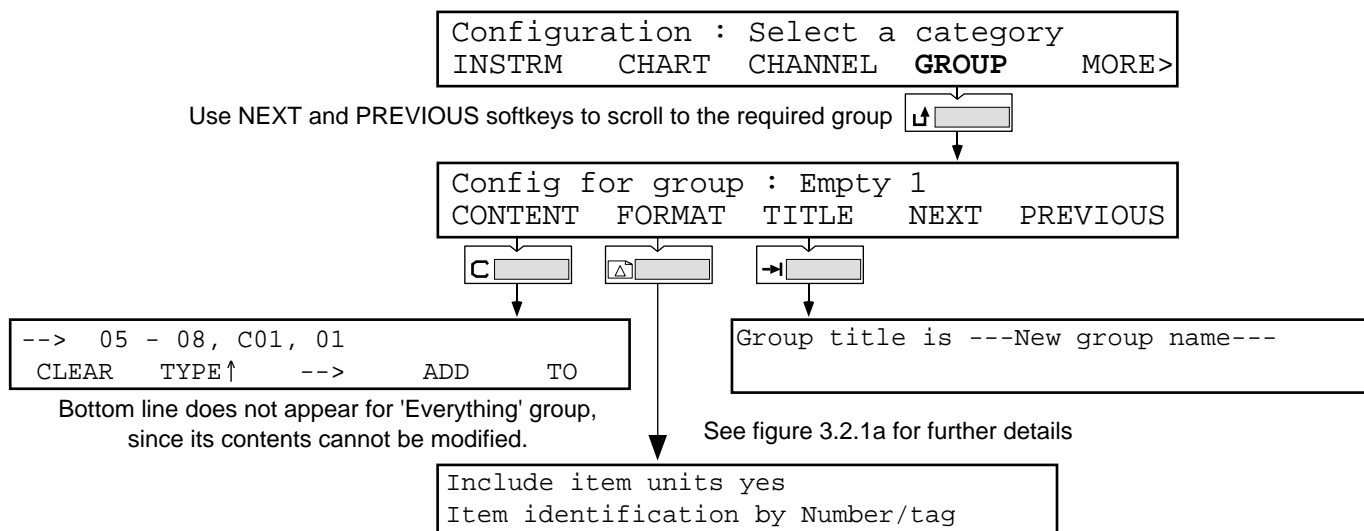 Configuration : Select a category
INSTRM CHART CHANNEL GROUP MORE>
Use NEXT and PREVIOUS softkeys to scroll to the required group
Config for group : Empty 1
CONTENT FORMAT TITLE NEXT PREVIOUS
C
--> 05 - 08, C01, 01
CLEAR TYPE↑ --> ADD TO
Bottom line does not appear for 'Everything' group,
since its contents cannot be modified.
Group title is ---New group name---
See figure 3.2.1a for further details
Include item units yes
Item identification by Number/tag